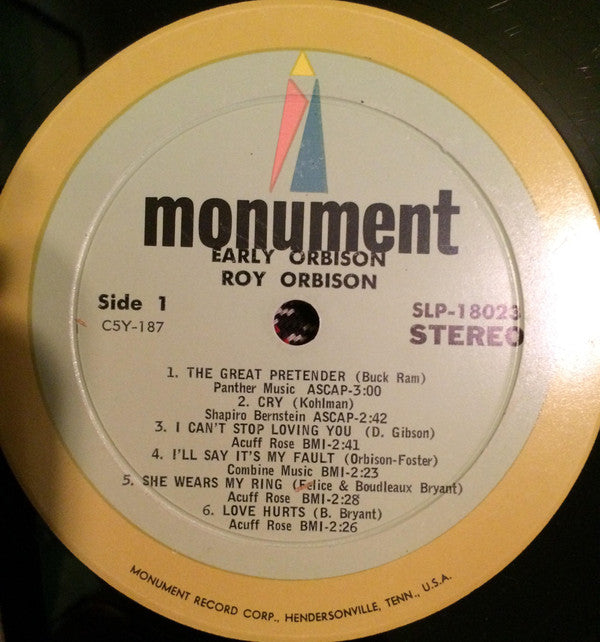 monument
EARLY ORBISON
ROY ORBISON
Side 1
C5Y-187
SLP-18023
STEREO
1. THE GREAT PRETENDER (Buck Ram)
Panther Music ASCAP-3:00
2. CRY (Kohlman)
Shapiro Bernstein ASCAP-2:42
3. I CAN'T STOP LOVING YOU (D. Gibson)
Acuff Rose BMI-2:41
4. I'LL SAY IT'S MY FAULT (Orbison-Foster)
Combine Music BMI-2:23
5. SHE WEARS MY RING (Felice & Boudleaux Bryant)
Acuff Rose BMI-2:28
6. LOVE HURTS (B. Bryant)
Acuff Rose BMI-2:26
MONUMENT RECORD CORP., HENDERSONVILLE, TENN., U.S.A.